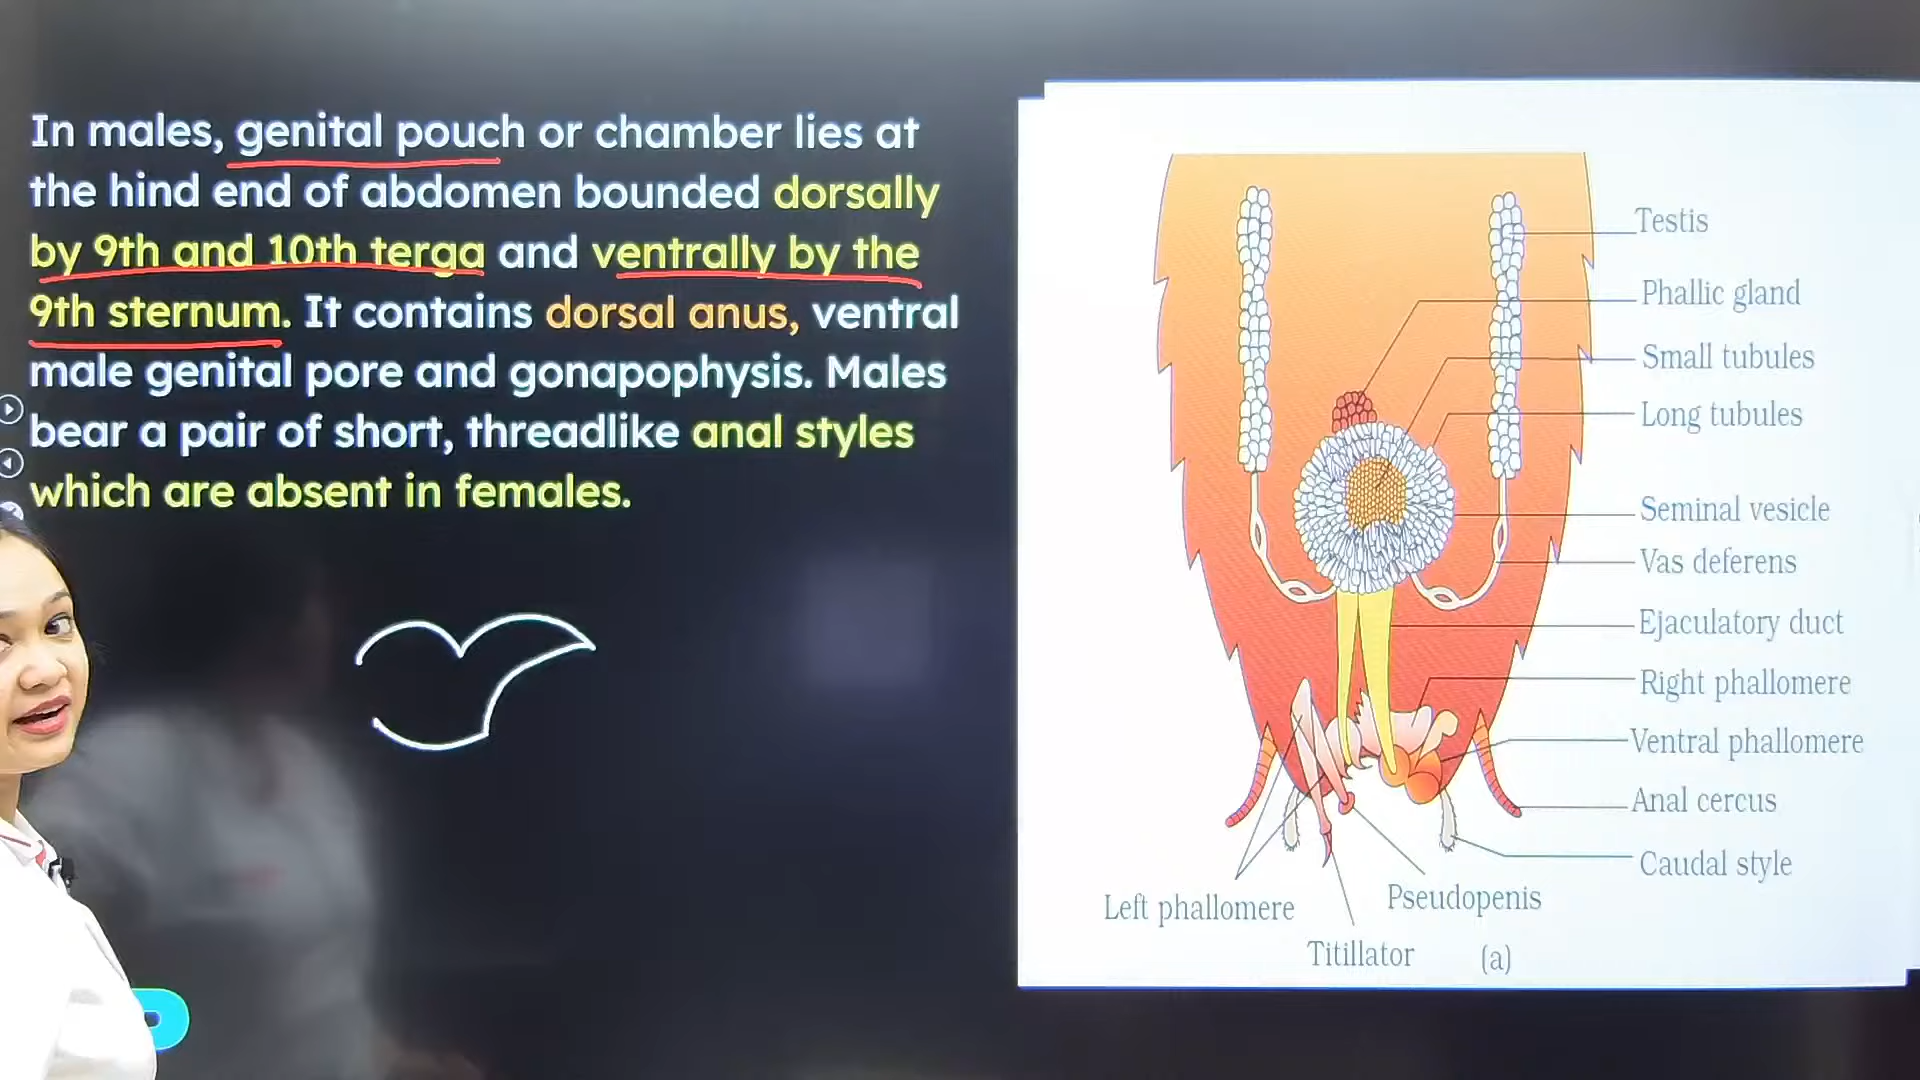 In males, genital pouch or chamber lies at
the hind end of abdomen bounded dorsally
by 9th and 10th terga and ventrally by the
9th sternum. It contains dorsal anus, ventral
male genital pore and gonapophysis. Males
bear a pair of short, threadlike anal styles
which are absent in females.
Testis
Phallic gland
Small tubules
Long tubules
Seminal vesicle
Vas deferens
Ejaculatory duct
Right phallomere
Ventral phallomere
Anal cercus
Caudal style
Pseudopenis
Left phallomere
Titillator
(a)